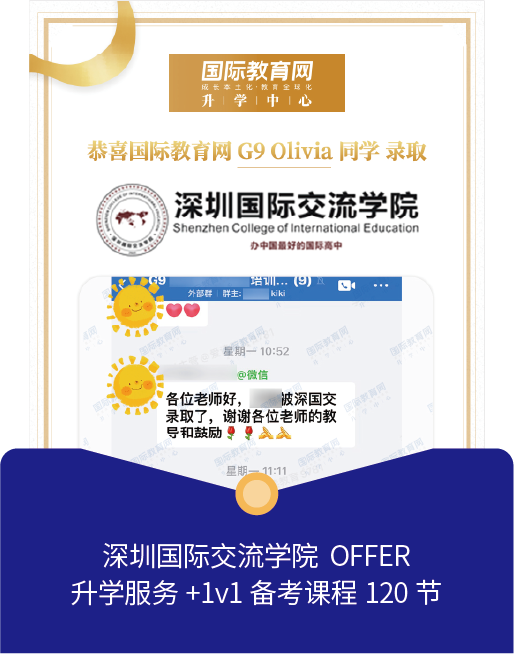 国际教育网
成长本土化·教育全球化
升 | 学 | 中 | 心
恭喜国际教育网 G9 Olivia 同学 录取
深圳国际交流学院
Shenzhen College of International Education
办中国最好的国际高中
G9 培训... (9)
外部群 | 群主: kiki
星期一 10:52
@微信
各位老师好, 被深国交
录取了，谢谢各位老师的教
导和鼓励
星期一 11:11
深圳国际交流学院 OFFER
升学服务 +1v1 备考课程 120 节